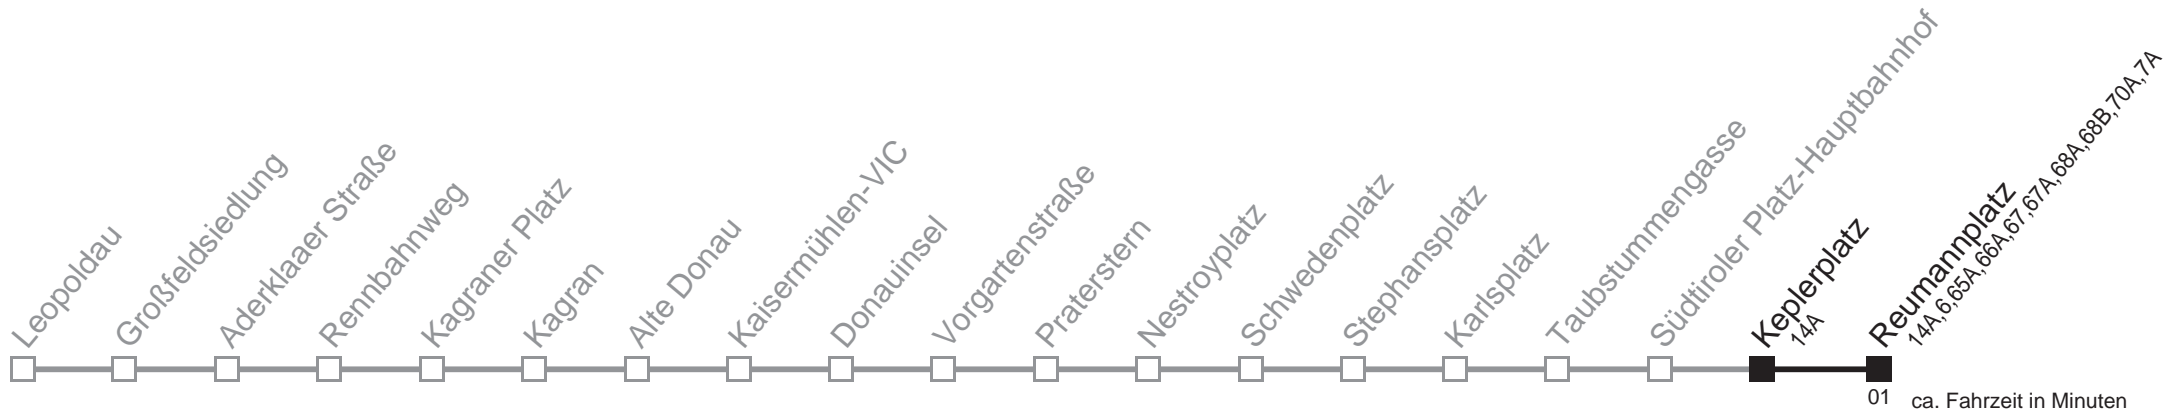 Leopoldau
Großfeldsiedlung
Aderklaaer Straße
Rennbahnweg
Kagraner Platz
Kagran
Alte Donau
Kaisermühlen-VIC
Donauinsel
Vorgartenstraße
Praterstern
Nestroyplatz
Schwedenplatz
Stephansplatz
Karlsplatz
Taubstummengasse
Südtiroler Platz-Hauptbahnhof
Keplerplatz
14A
Reumannplatz
14A,6,65A,66A,67,67A,68A,68B,70A,7A
01
ca. Fahrzeit in Minuten